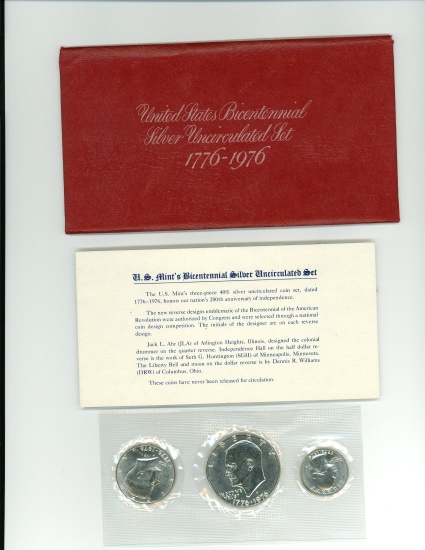 United States Bicentennial
Silver Uncirculated Set
1776-1976
U.S. Mint's Bicentennial Silver Uncirculated Set
The U.S. Mint's three-piece 40% silver uncirculated coin set, dated
1776-1976, honors our nation's 200th anniversary of independence.
The new reverse designs emblematic of the Bicentennial of the American
Revolution were authorized by Congress and were selected through a national
coin design competition. The initials of the designer are on each reverse
design.
Jack L. Ahr (JLA) of Arlington Heights, Illinois, designed the colonial
drummer on the quarter reverse. Independence Hall on the half dollar re-
verse is the work of Seth G. Huntington (SGH) of Minneapolis, Minnesota.
The Liberty Bell and moon on the dollar reverse is by Dennis R. Williams
(DRW) of Columbus, Ohio.
These coins have never been released for circulation.
LIBERTY
1776-1976